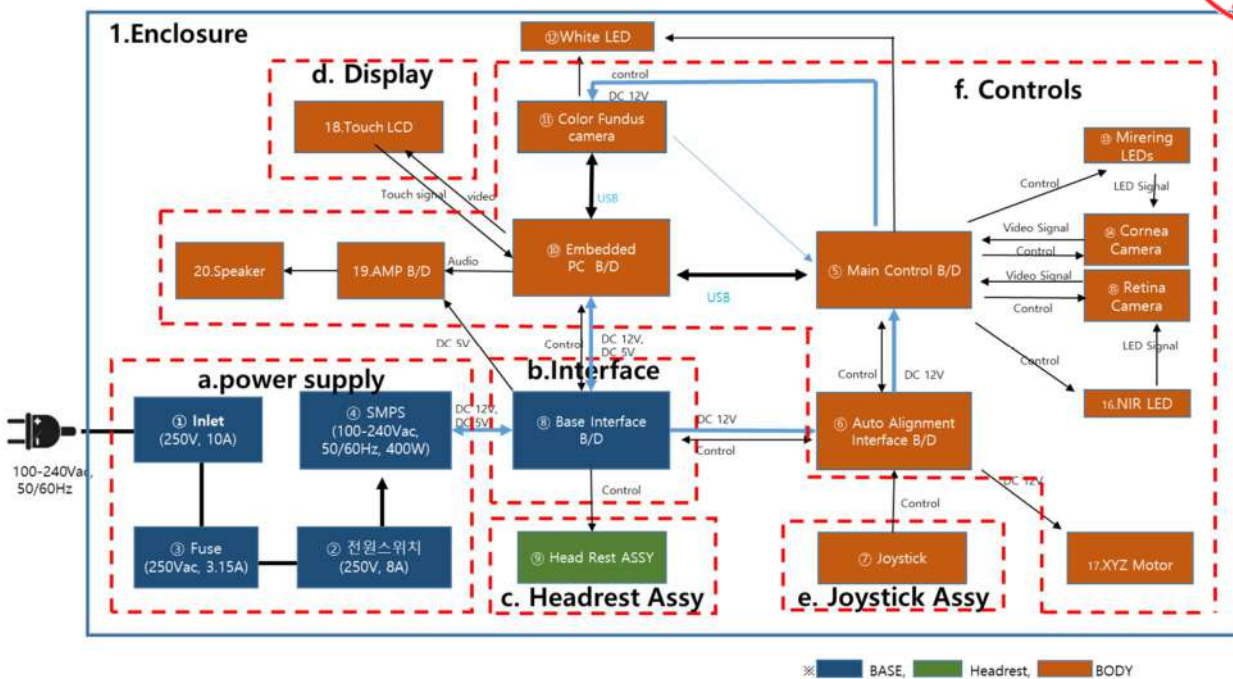 1.Enclosure
⑫White LED
d. Display
control
f. Controls
DC 12V
18.Touch LCD
⑪ Color Fundus
camera
⑬ Mirering
LEDs
Control
LED Signal
Touch signal
video
USB
Video Signal
⑭ Cornea
Camera
Control
20.Speaker
19.AMP B/D
Audio
⑩ Embedded
PC B/D
USB
⑤ Main Control B/D
Video Signal
⑮ Retina
Camera
Control
DC 5V
Control
DC 12V,
DC 5V
Control
DC 12V
Control
LED Signal
a.power supply
b.Interface
① Inlet
(250V, 10A)
④ SMPS
(100-240Vac,
50/60Hz, 400W)
DC 12V,
DC 5V
⑧ Base Interface
B/D
DC 12V
Control
⑥ Auto Alignment
Interface B/D
16.NIR LED
100-240Vac,
50/60Hz
Control
Control
DC 12V
③ Fuse
(250Vac, 3.15A)
② 전원스위치
(250V, 8A)
⑨ Head Rest ASSY
⑦ Joystick
17.XYZ Motor
c. Headrest Assy
e. Joystick Assy
※ BASE, Headrest, BODY